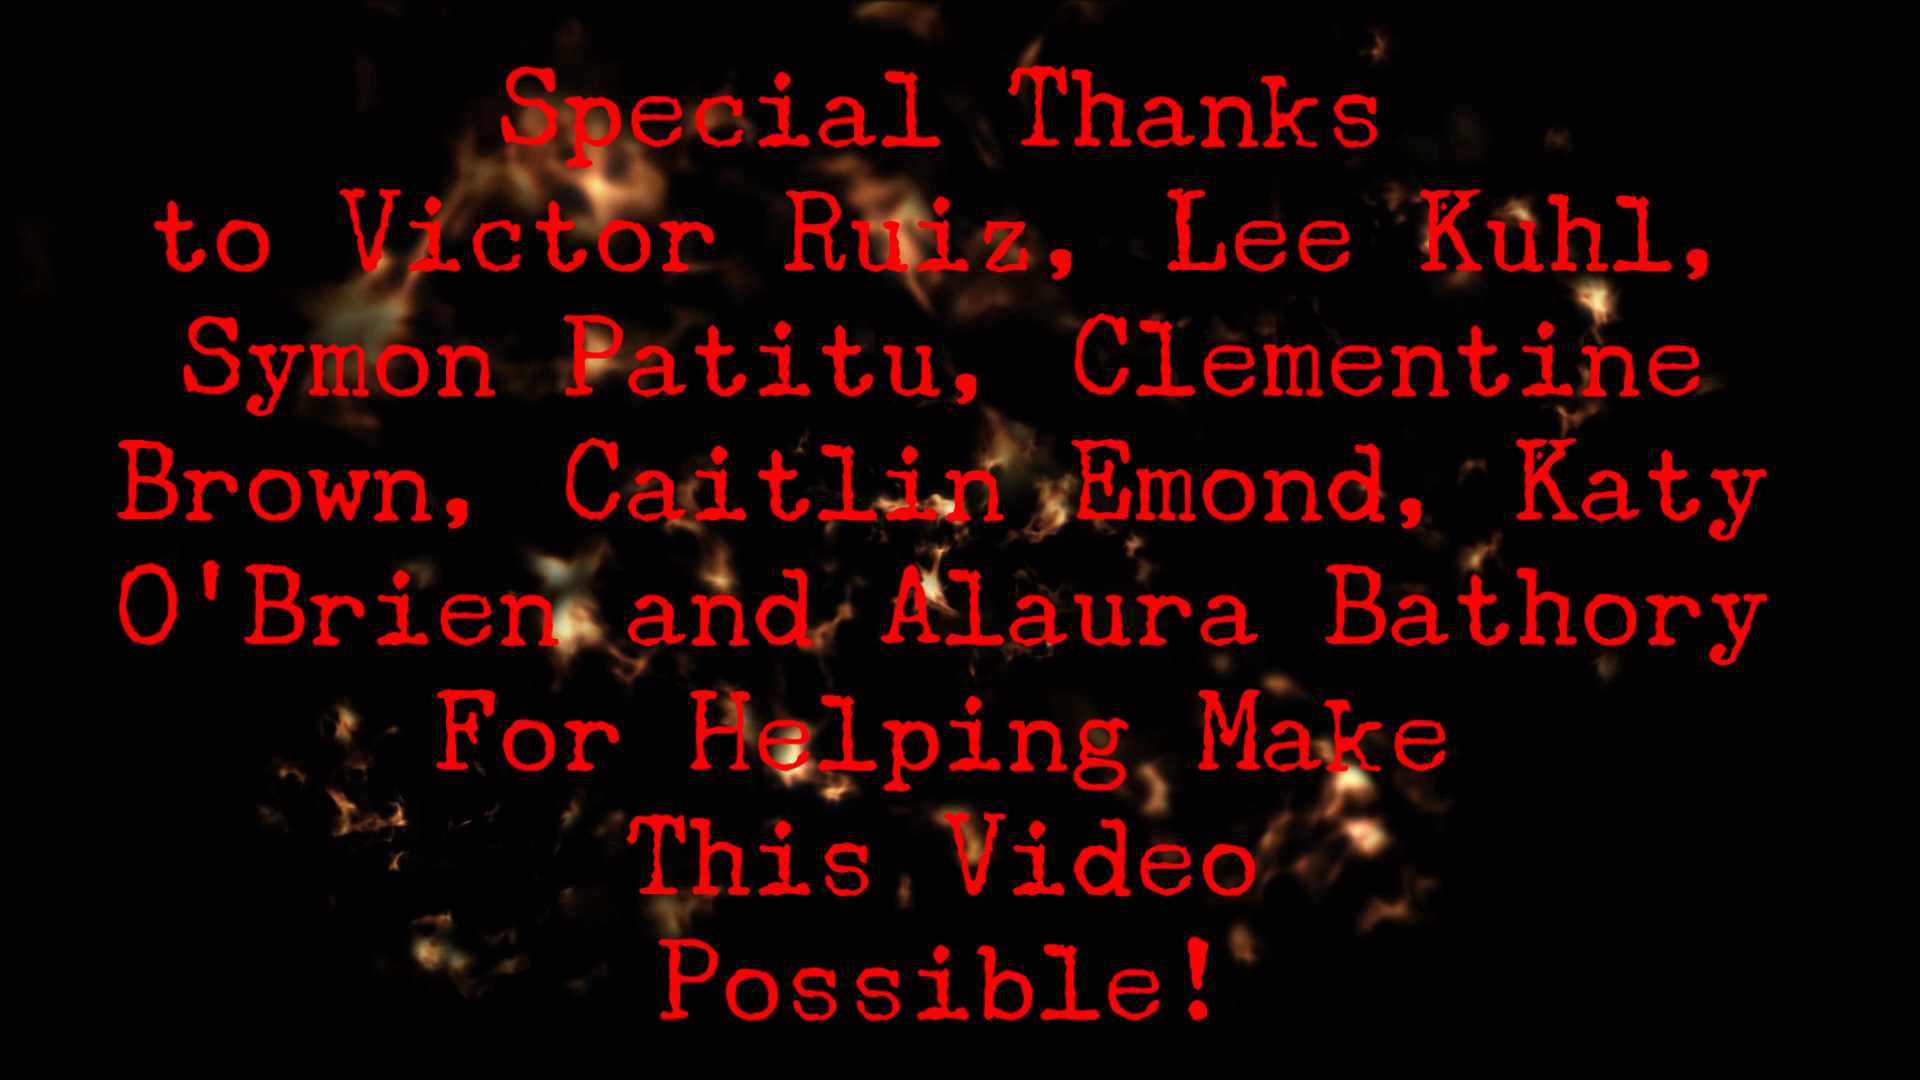 Special Thanks
to Victor Ruiz, Lee Kuhl,
Symon Patitu, Clementine
Brown, Caitlin Emond, Katy
O'Brien and Alaura Bathory
For Helping Make
This Video
Possible!